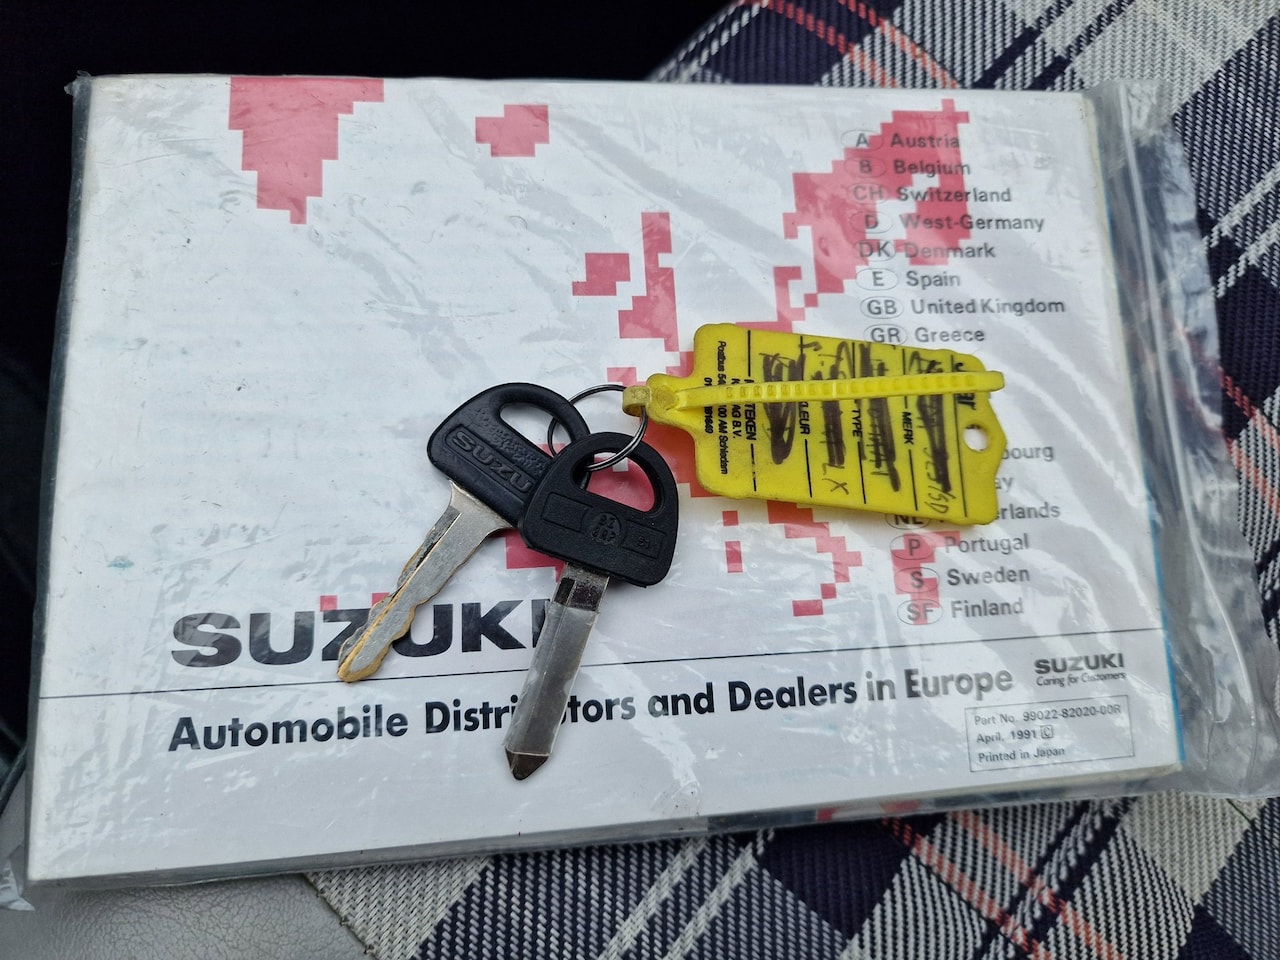 A Austria
B Belgium
CH Switzerland
D West-Germany
DK Denmark
E Spain
GB United Kingdom
GR Greece
NL
P Portugal
S Sweden
SF Finland
MERK
TYPE
B.V.
AM Schiedam
SUZUKI
SUZUKI
Automobile and Dealers in Europe
SUZUKI
Caring for Customers
Part No. 99022-82020-00R
April, 1991 C
Printed in Japan